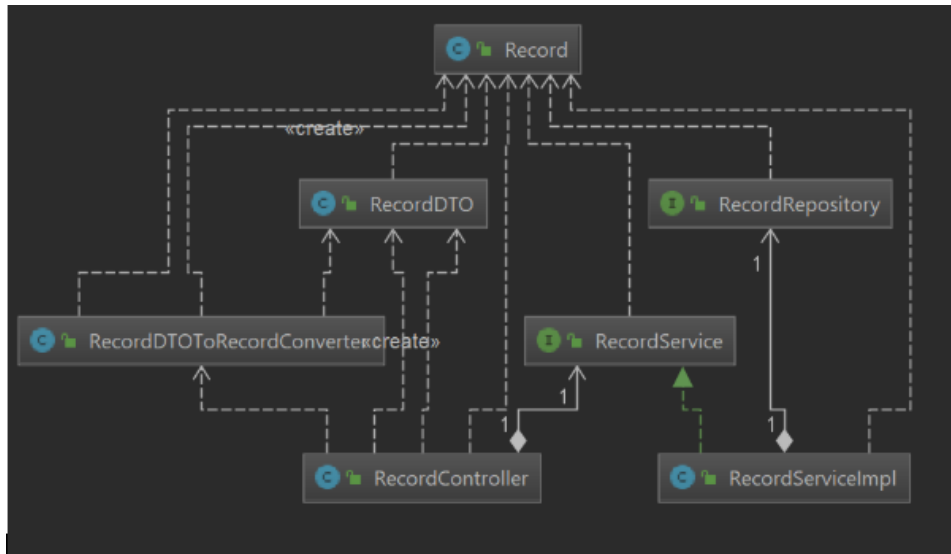 Record
«create»
RecordDTO
RecordRepository
1
RecordDTOToRecordConverter
«create»
RecordService
1
1
1
RecordController
RecordServiceImpl